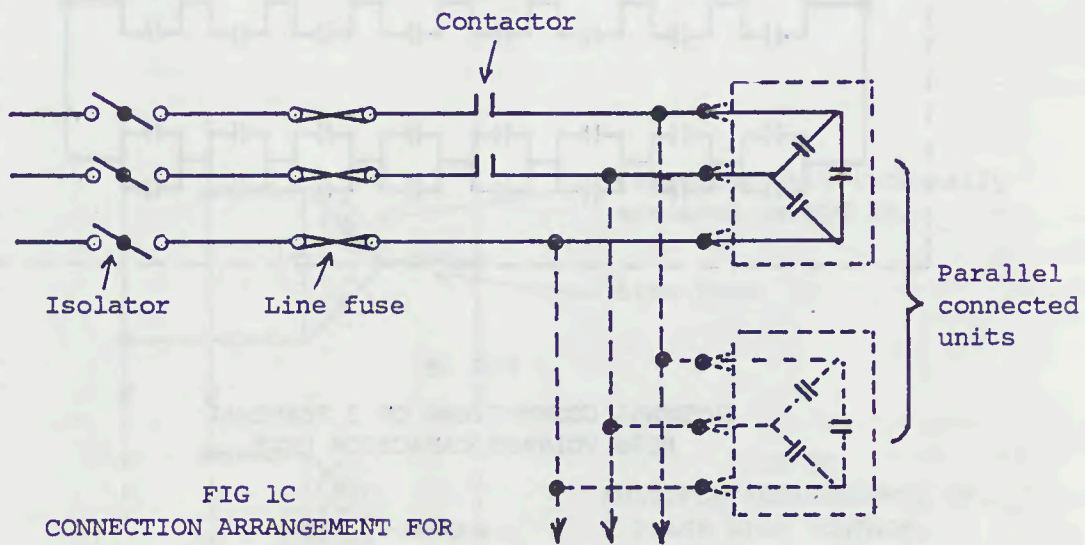 Contactor
Isolator
Line fuse
Parallel
connected
units
FIG 1C
CONNECTION ARRANGEMENT FOR